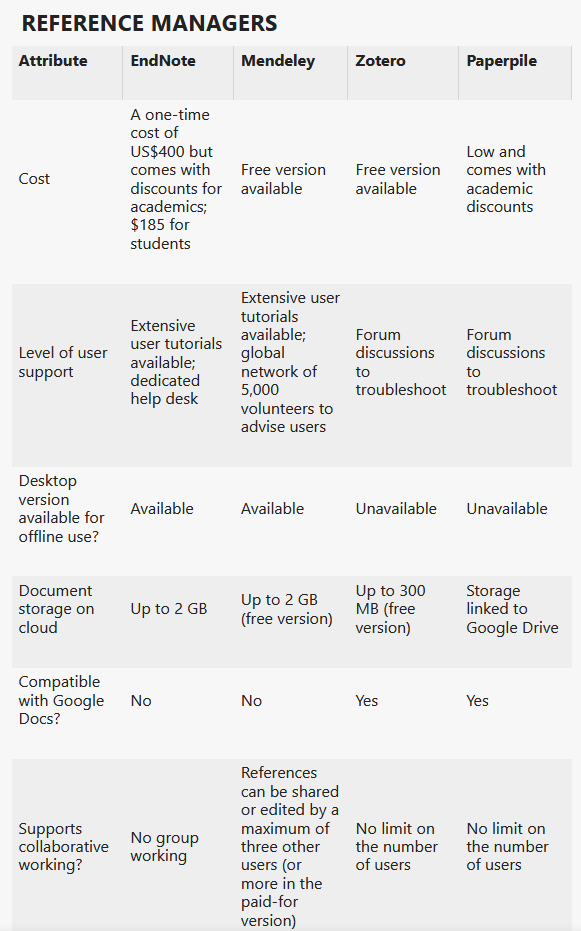 REFERENCE MANAGERS
Attribute
EndNote
Mendeley
Zotero
Paperpile
Cost
A one-time
cost of
US$400 but
comes with
discounts for
academics;
$185 for
students
Free version
available
Free version
available
Low and
comes with
academic
discounts
Level of user
support
Extensive
user tutorials
available;
dedicated
help desk
Extensive user
tutorials
available;
global
network of
5,000
volunteers to
advise users
Forum
discussions
to
troubleshoot
Forum
discussions
to
troubleshoot
Desktop
version
available for
offline use?
Available
Available
Unavailable
Unavailable
Document
storage on
cloud
Up to 2 GB
Up to 2 GB
(free version)
Up to 300
MB (free
version)
Storage
linked to
Google Drive
Compatible
with Google
Docs?
No
No
Yes
Yes
Supports
collaborative
working?
No group
working
References
can be shared
or edited by a
maximum of
three other
users (or
more in the
paid-for
version)
No limit on
the number
of users
No limit on
the number
of users